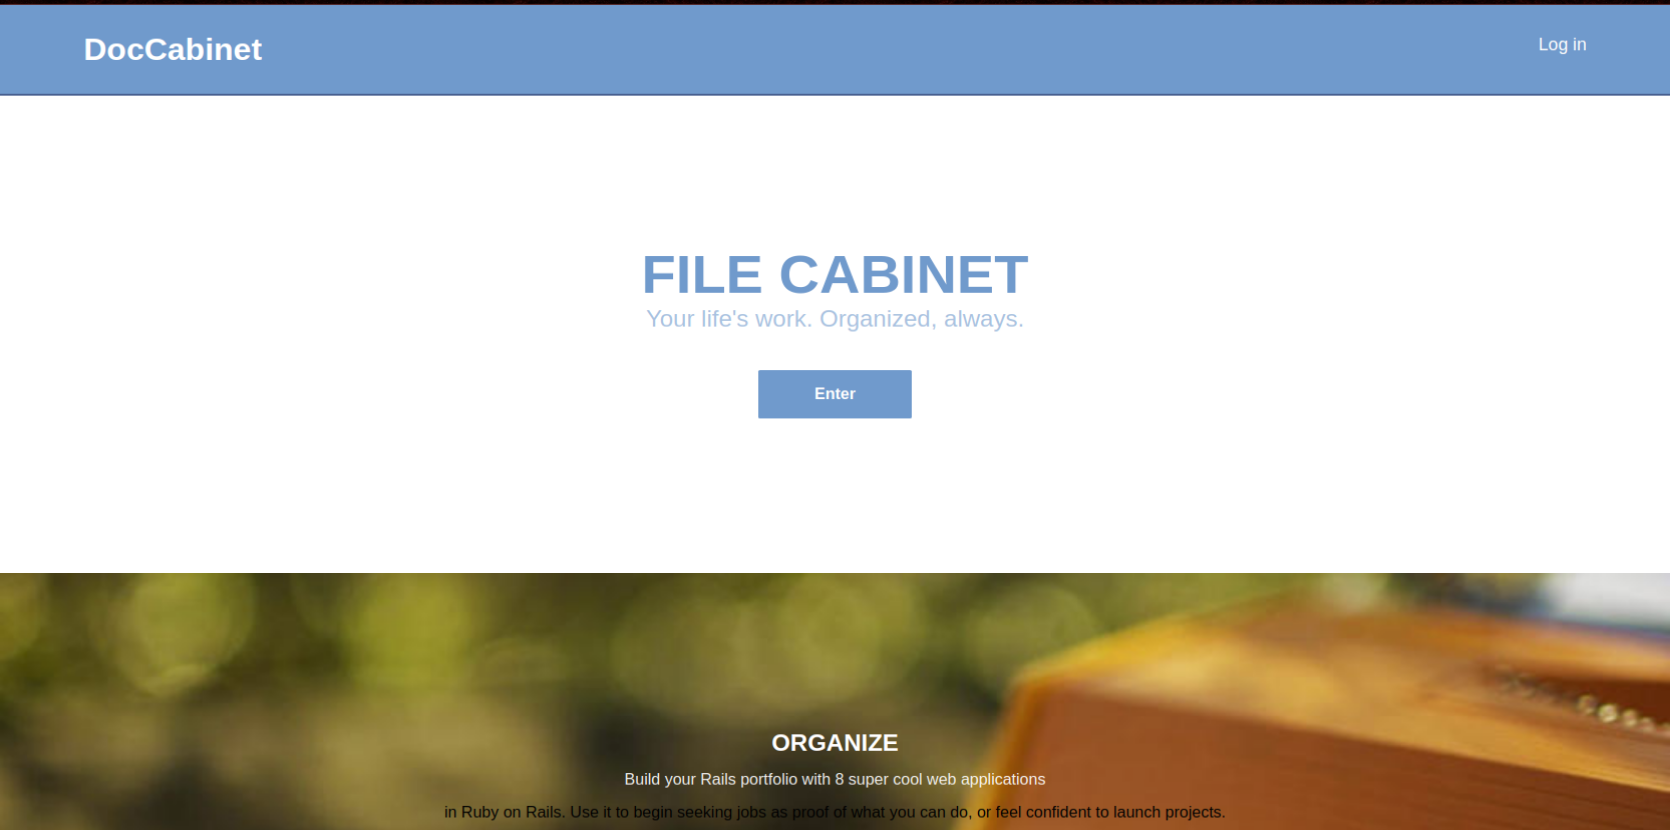 DocCabinet
Log in
FILE CABINET
Your life's work. Organized, always.
Enter
ORGANIZE
Build your Rails portfolio with 8 super cool web applications
in Ruby on Rails. Use it to begin seeking jobs as proof of what you can do, or feel confident to launch projects.